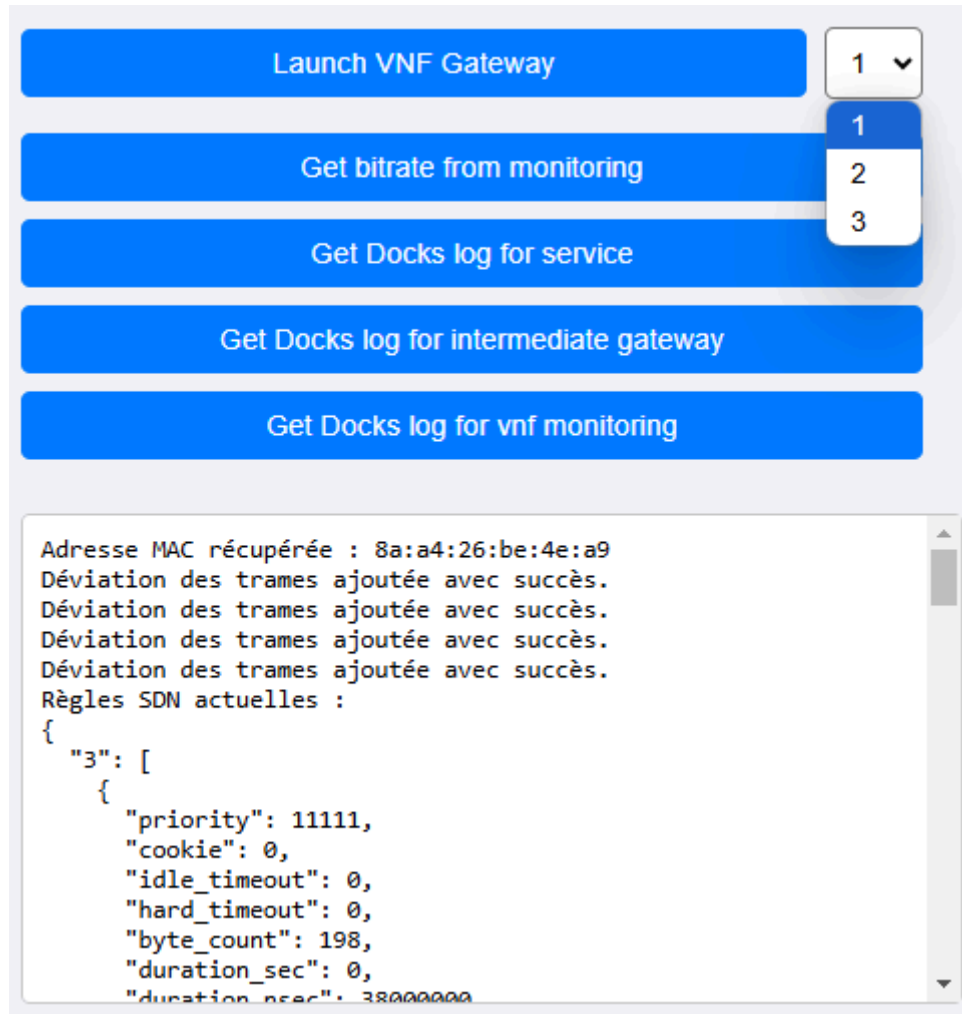 Launch VNF Gateway
1
1
2
3
Get bitrate from monitoring
Get Docks log for service
Get Docks log for intermediate gateway
Get Docks log for vnf monitoring
Adresse MAC récupérée : 8a:a4:26:be:4e:a9
Déviation des trames ajoutée avec succès.
Déviation des trames ajoutée avec succès.
Déviation des trames ajoutée avec succès.
Déviation des trames ajoutée avec succès.
Règles SDN actuelles :
{
  "3": [
    {
      "priority": 11111,
      "cookie": 0,
      "idle_timeout": 0,
      "hard_timeout": 0,
      "byte_count": 198,
      "duration_sec": 0,
      "duration_nsec": 38000000